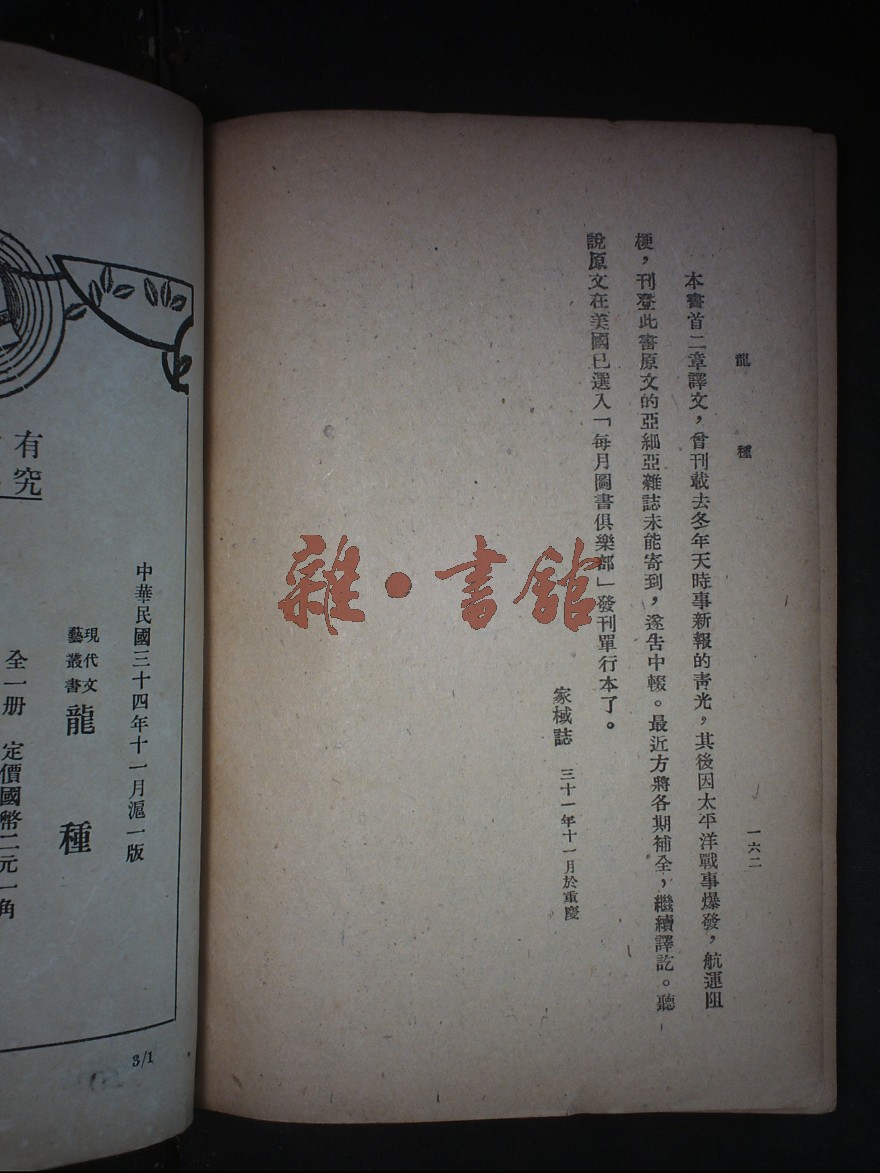 龍種
一六二
本書首二章譯文，曾刊載去冬年天時事新報的靑光，其後因太平洋戰事爆發，航運阻
梗，刊登此書原文的亞細亞雜誌未能寄到，遂吿中輟。最近方將各期補全，繼續譯訖。聽
說原文在美國已選入「每月圖書俱樂部」發刊單行本了。
家棫誌 三十一年十一月於重慶
雜·書館
中華民國三十四年十一月滬一版
現代文藝叢書 龍種
全一册 定價國幣二元一角
有
究
3/1